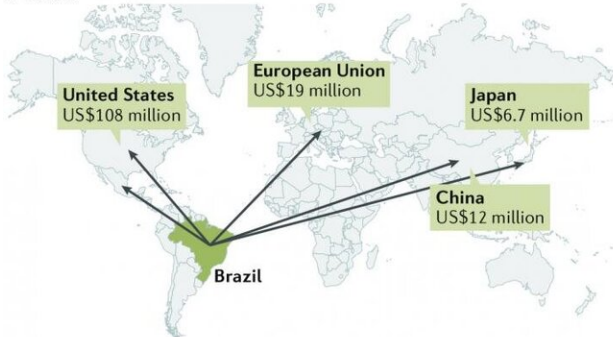 United States
US$108 million
European Union
US$19 million
Japan
US$6.7 million
China
US$12 million
Brazil